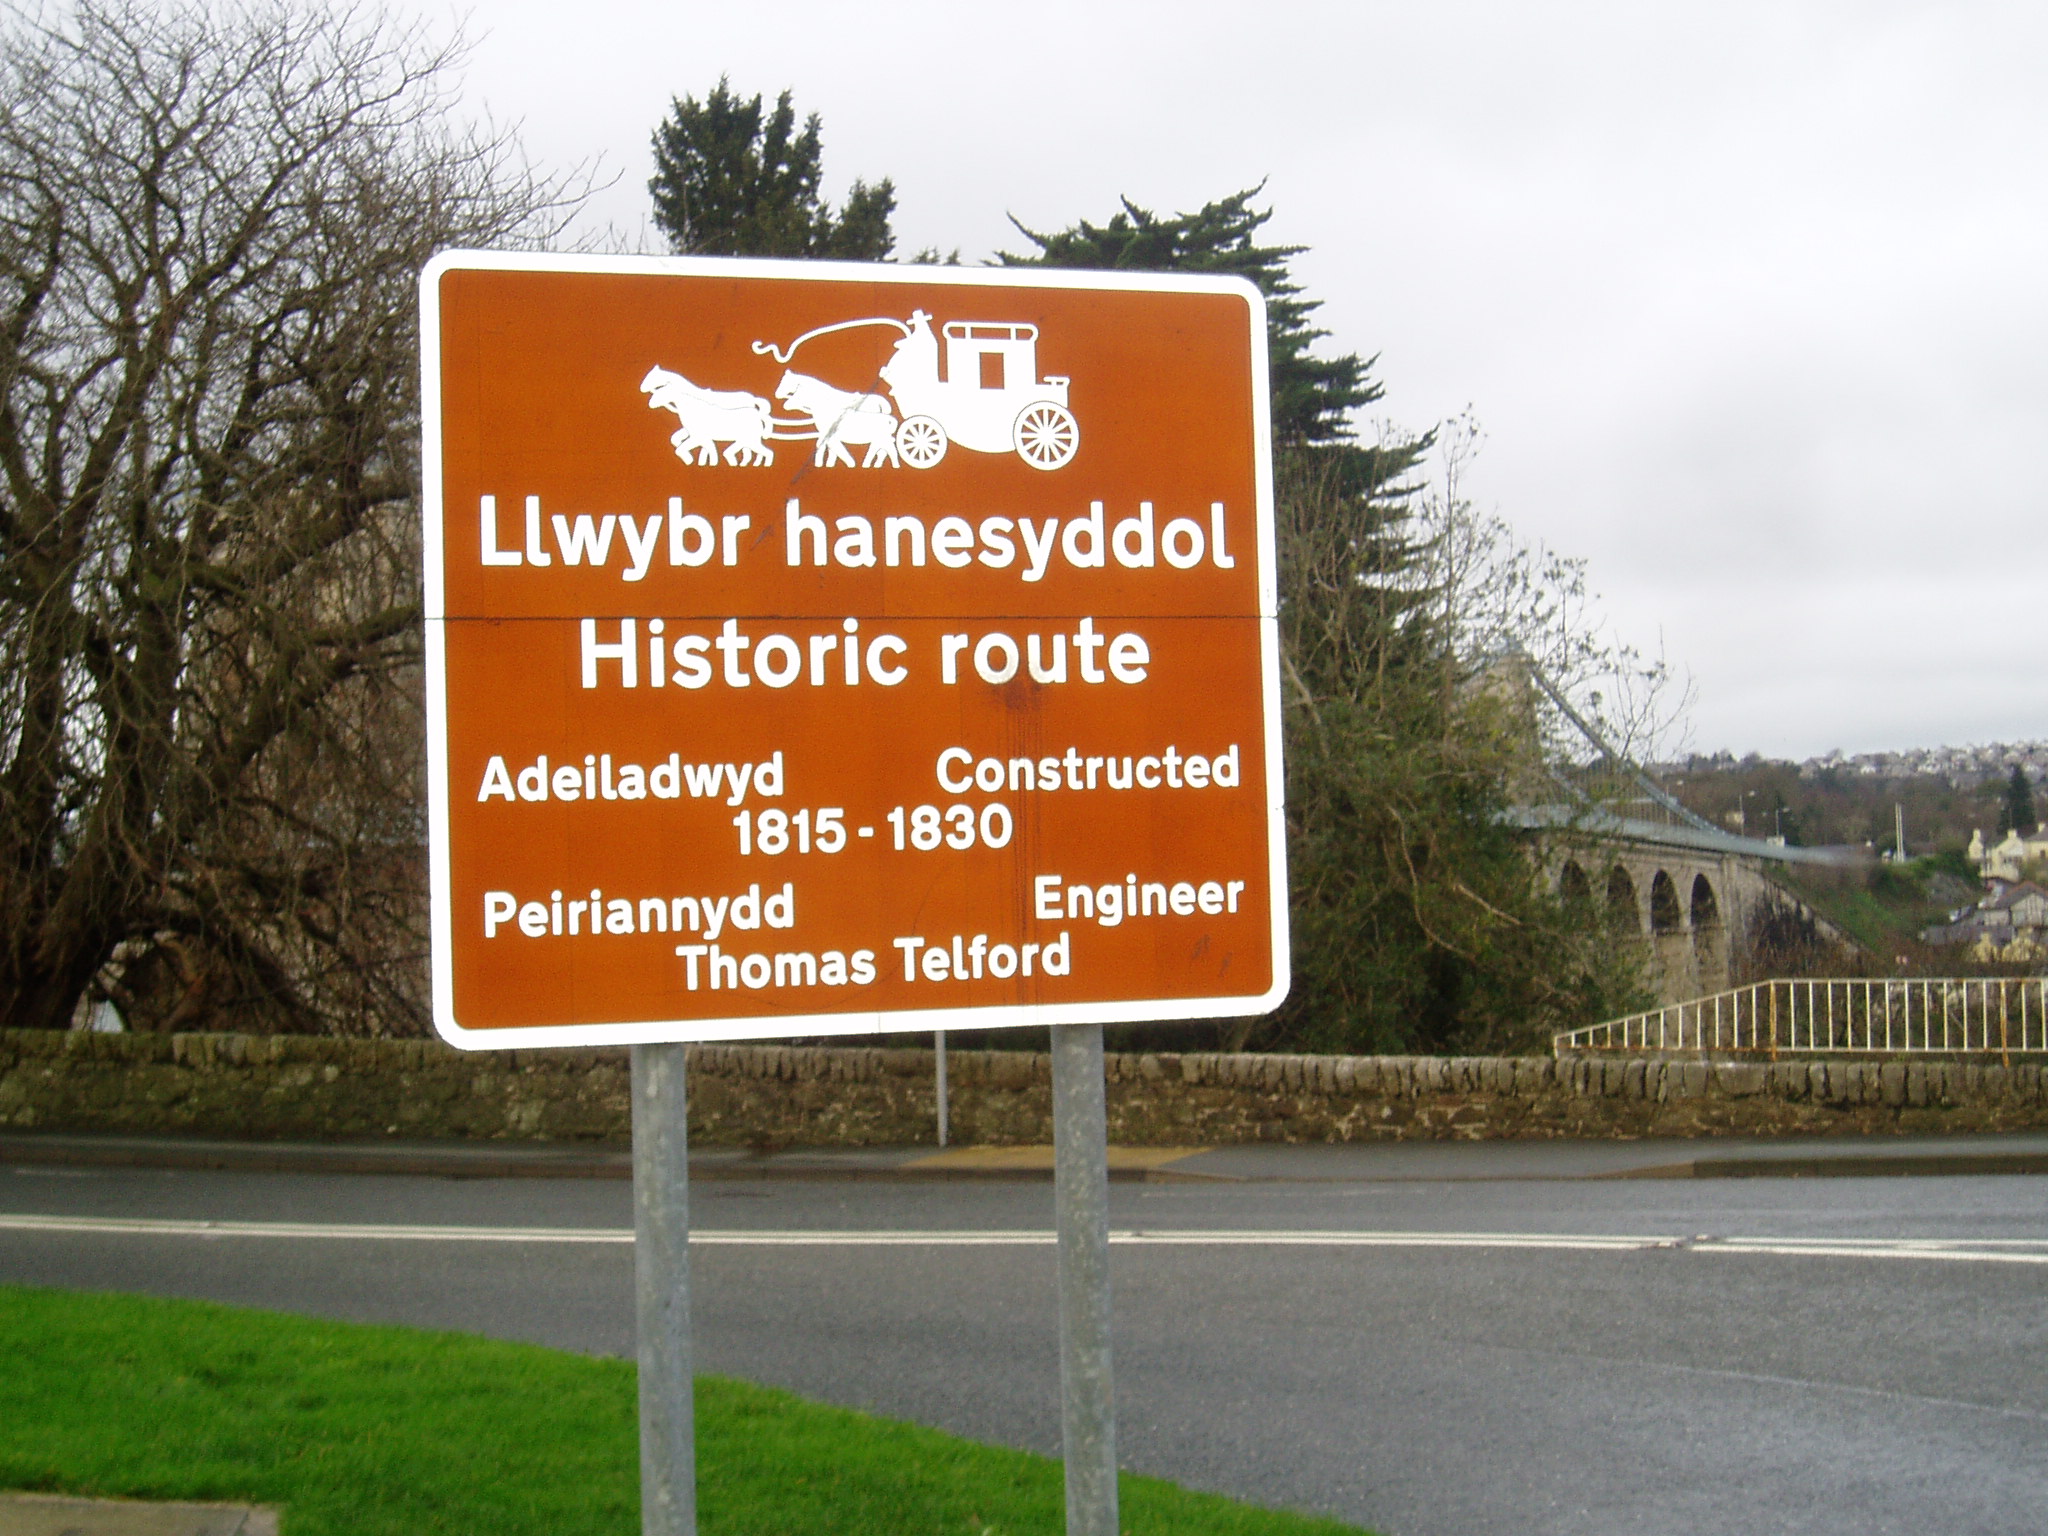 Llwybr hanesyddol
Historic route
Adeiladwyd Constructed
1815 - 1830
Peiriannydd Engineer
Thomas Telford